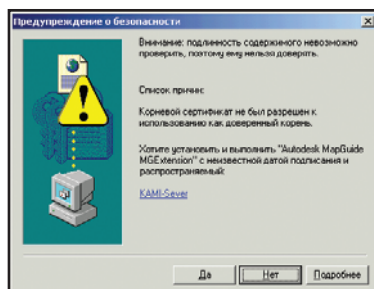 Предупреждение о безопасности
Внимание: подлинность содержимого невозможно
проверить, поэтому ему нельзя доверять.
Список причин:
Корневой сертификат не был разрешен к
использованию как доверенный корень.
Хотите установить и выполнить "Autodesk MapGuide
MGExtension" с неизвестной датой подписания и
распространяемый:
KAMI-Sever
Да
Нет
Подробнее